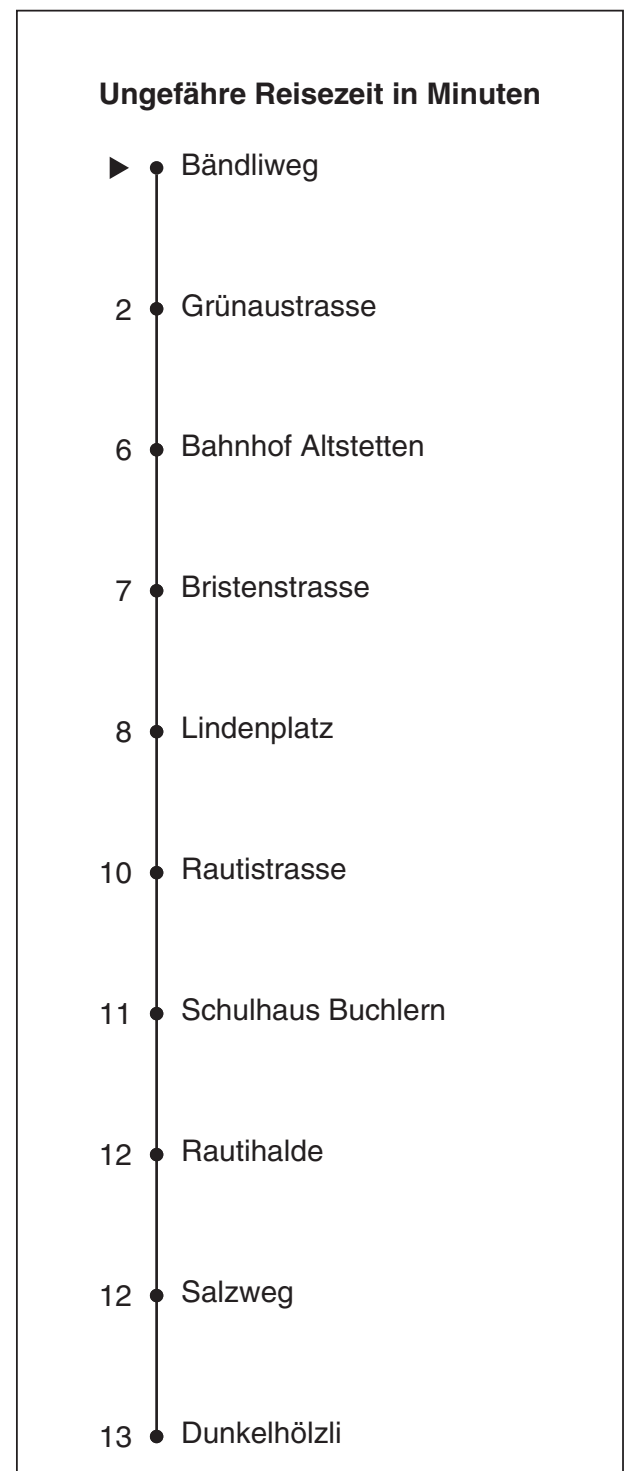 Ungefähre Reisezeit in Minuten
Bändliweg
2 Grünaustrasse
6 Bahnhof Altstetten
7 Bristenstrasse
8 Lindenplatz
10 Rautistrasse
11 Schulhaus Buchlern
12 Rautihalde
12 Salzweg
13 Dunkelhölzli